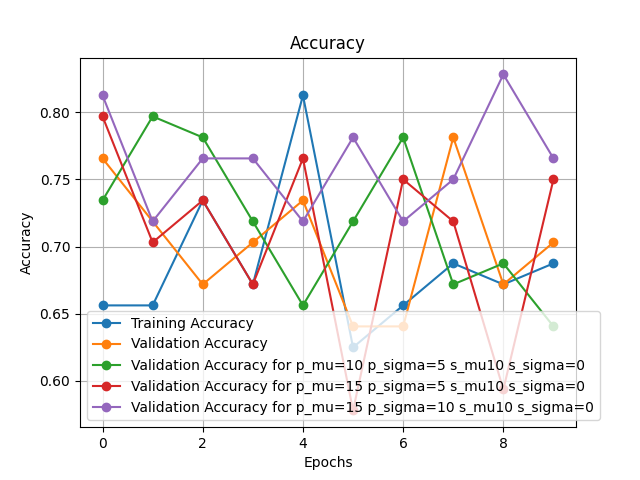 Accuracy
0.80
0.75
0.70
0.65
0.60
Accuracy
Training Accuracy
Validation Accuracy
Validation Accuracy for p_mu=10 p_sigma=5 s_mu10 s_sigma=0
Validation Accuracy for p_mu=15 p_sigma=5 s_mu10 s_sigma=0
Validation Accuracy for p_mu=15 p_sigma=10 s_mu10 s_sigma=0
0 2 4 6 8
Epochs